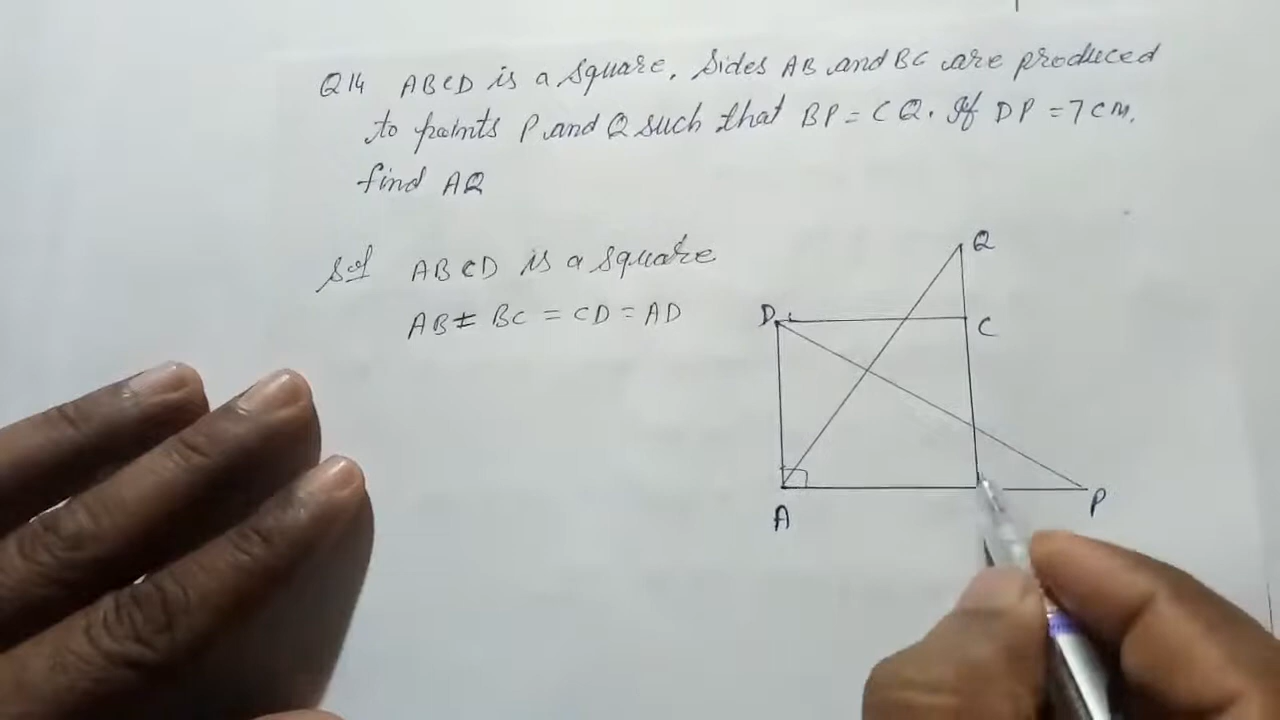 Q14 ABCD is a square. Sides AB and BC are produced
to points P and Q such that BP = CQ. If DP = 7 CM.
find AQ
Sol ABCD is a square
AB = BC = CD = AD
Q
D
C
A
P